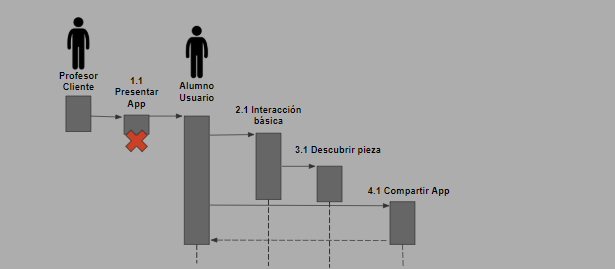 Profesor
Cliente
1.1
Presentar
App
Alumno
Usuario
2.1 Interacción
básica
3.1 Descubrir pieza
4.1 Compartir App